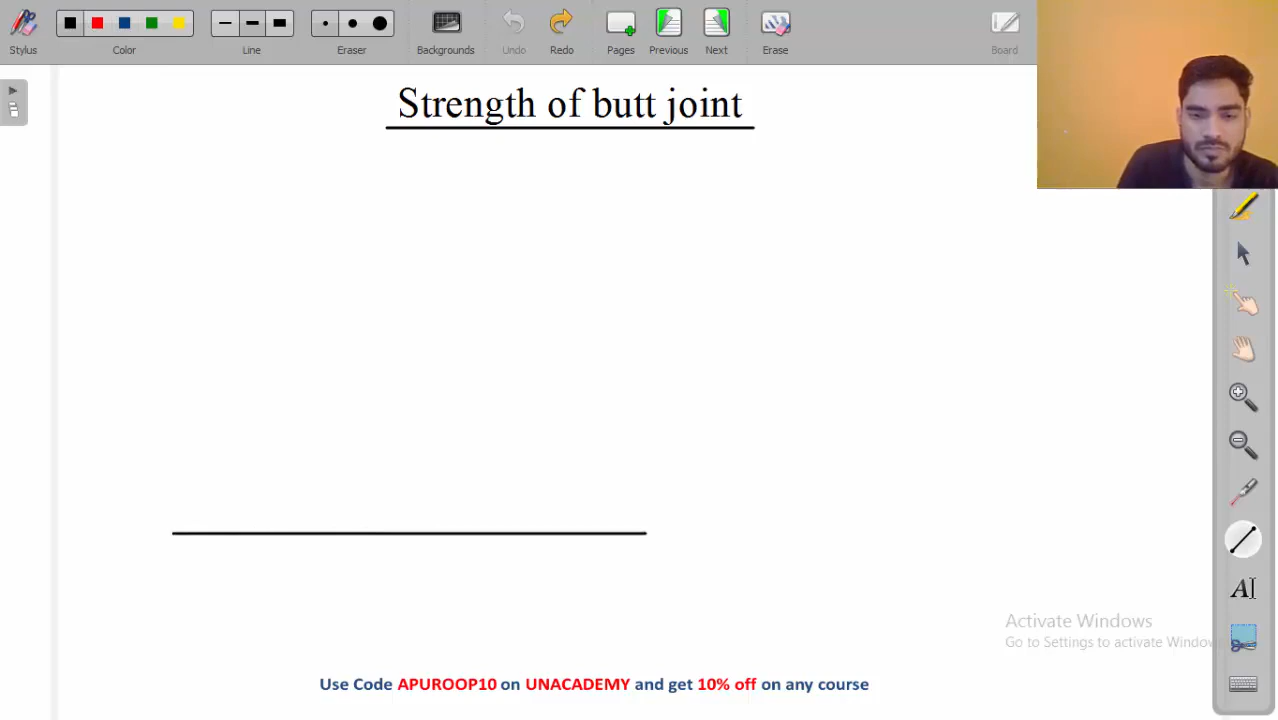 Stylus
Color
Line
Eraser
Backgrounds
Undo
Redo
Pages
Previous
Next
Erase
Board
Strength of butt joint
Activate Windows
Go to Settings to activate Windows
Use Code APUROOP10 on UNACADEMY and get 10% off on any course